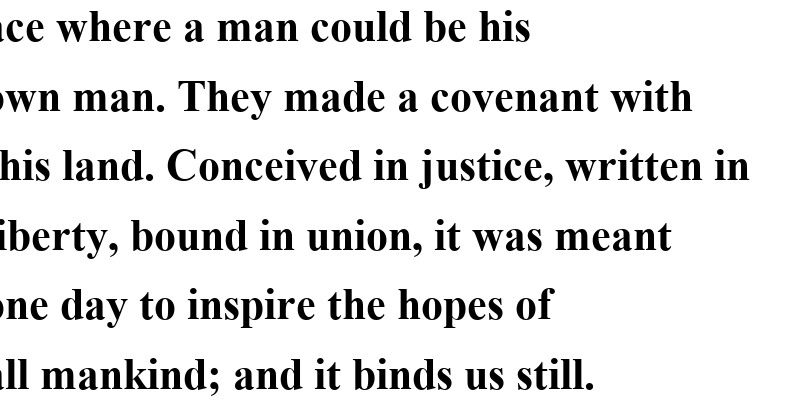 ace where a man could be his
own man. They made a covenant with
his land. Conceived in justice, written in
iberty, bound in union, it was meant
one day to inspire the hopes of
all mankind; and it binds us still.